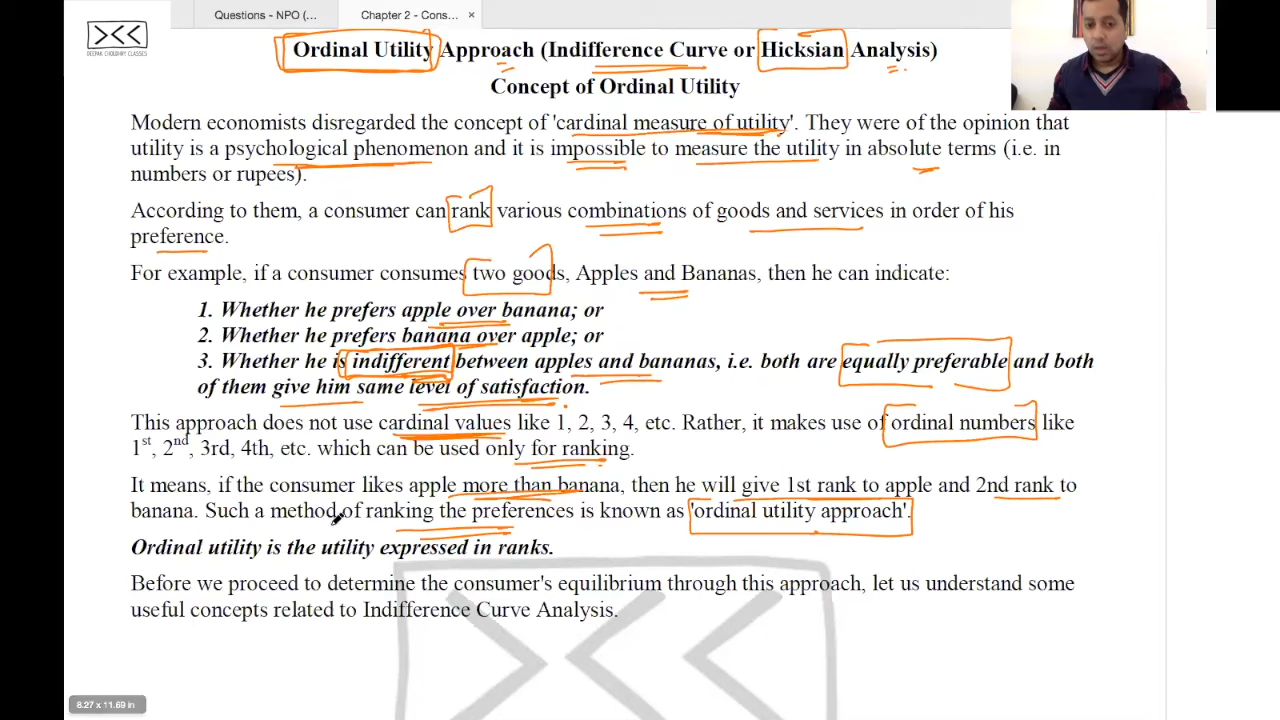 Questions - NPO (...
Chapter 2 - Cons...
×
DEEPAK CHOUDHRY CLASSES
Ordinal Utility Approach (Indifference Curve or Hicksian Analysis)
Concept of Ordinal Utility
Modern economists disregarded the concept of 'cardinal measure of utility'. They were of the opinion that
utility is a psychological phenomenon and it is impossible to measure the utility in absolute terms (i.e. in
numbers or rupees).
According to them, a consumer can rank various combinations of goods and services in order of his
preference.
For example, if a consumer consumes two goods, Apples and Bananas, then he can indicate:
1. Whether he prefers apple over banana; or
2. Whether he prefers banana over apple; or
3. Whether he is indifferent between apples and bananas, i.e. both are equally preferable and both
of them give him same level of satisfaction.
This approach does not use cardinal values like 1, 2, 3, 4, etc. Rather, it makes use of ordinal numbers like
1st, 2nd, 3rd, 4th, etc. which can be used only for ranking.
It means, if the consumer likes apple more than banana, then he will give 1st rank to apple and 2nd rank to
banana. Such a method of ranking the preferences is known as 'ordinal utility approach'.
Ordinal utility is the utility expressed in ranks.
Before we proceed to determine the consumer's equilibrium through this approach, let us understand some
useful concepts related to Indifference Curve Analysis.
8.27 x 11.69 in